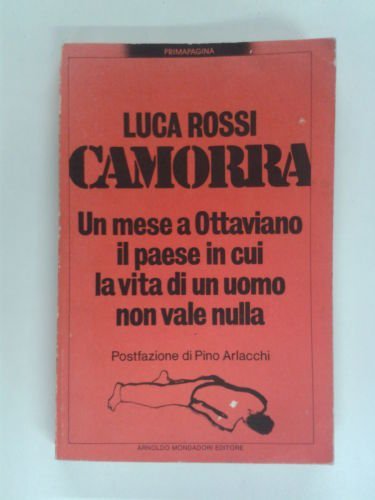 PRIMAPAGINA
LUCA ROSSI
CAMORRA
Un mese a Ottaviano
il paese in cui
la vita di un uomo
non vale nulla
Postfazione di Pino Arlacchi
ARNOLDO MONDADORI EDITORE